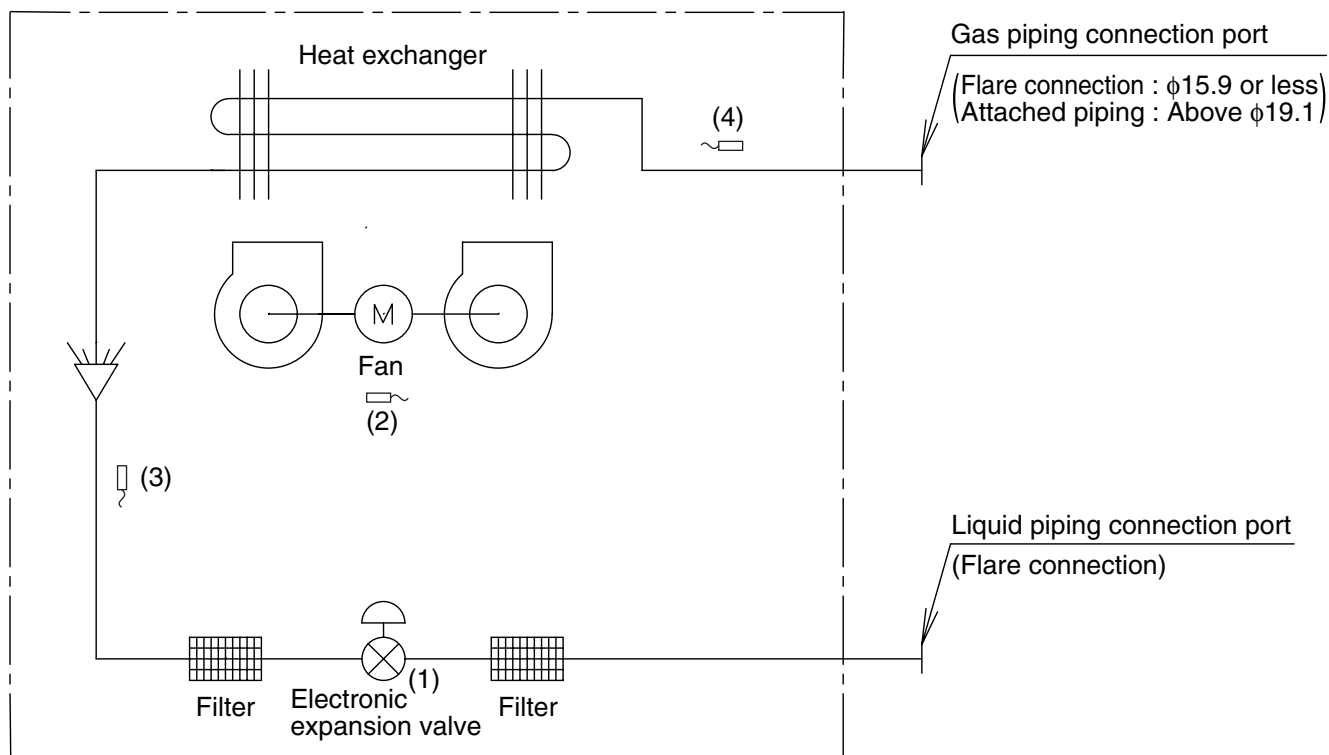 Heat exchanger
Gas piping connection port
(Flare connection : ϕ15.9 or less
Attached piping : Above ϕ19.1)
(4)
M
Fan
(2)
(3)
Liquid piping connection port
(Flare connection)
(1)
Filter
Electronic
expansion valve
Filter